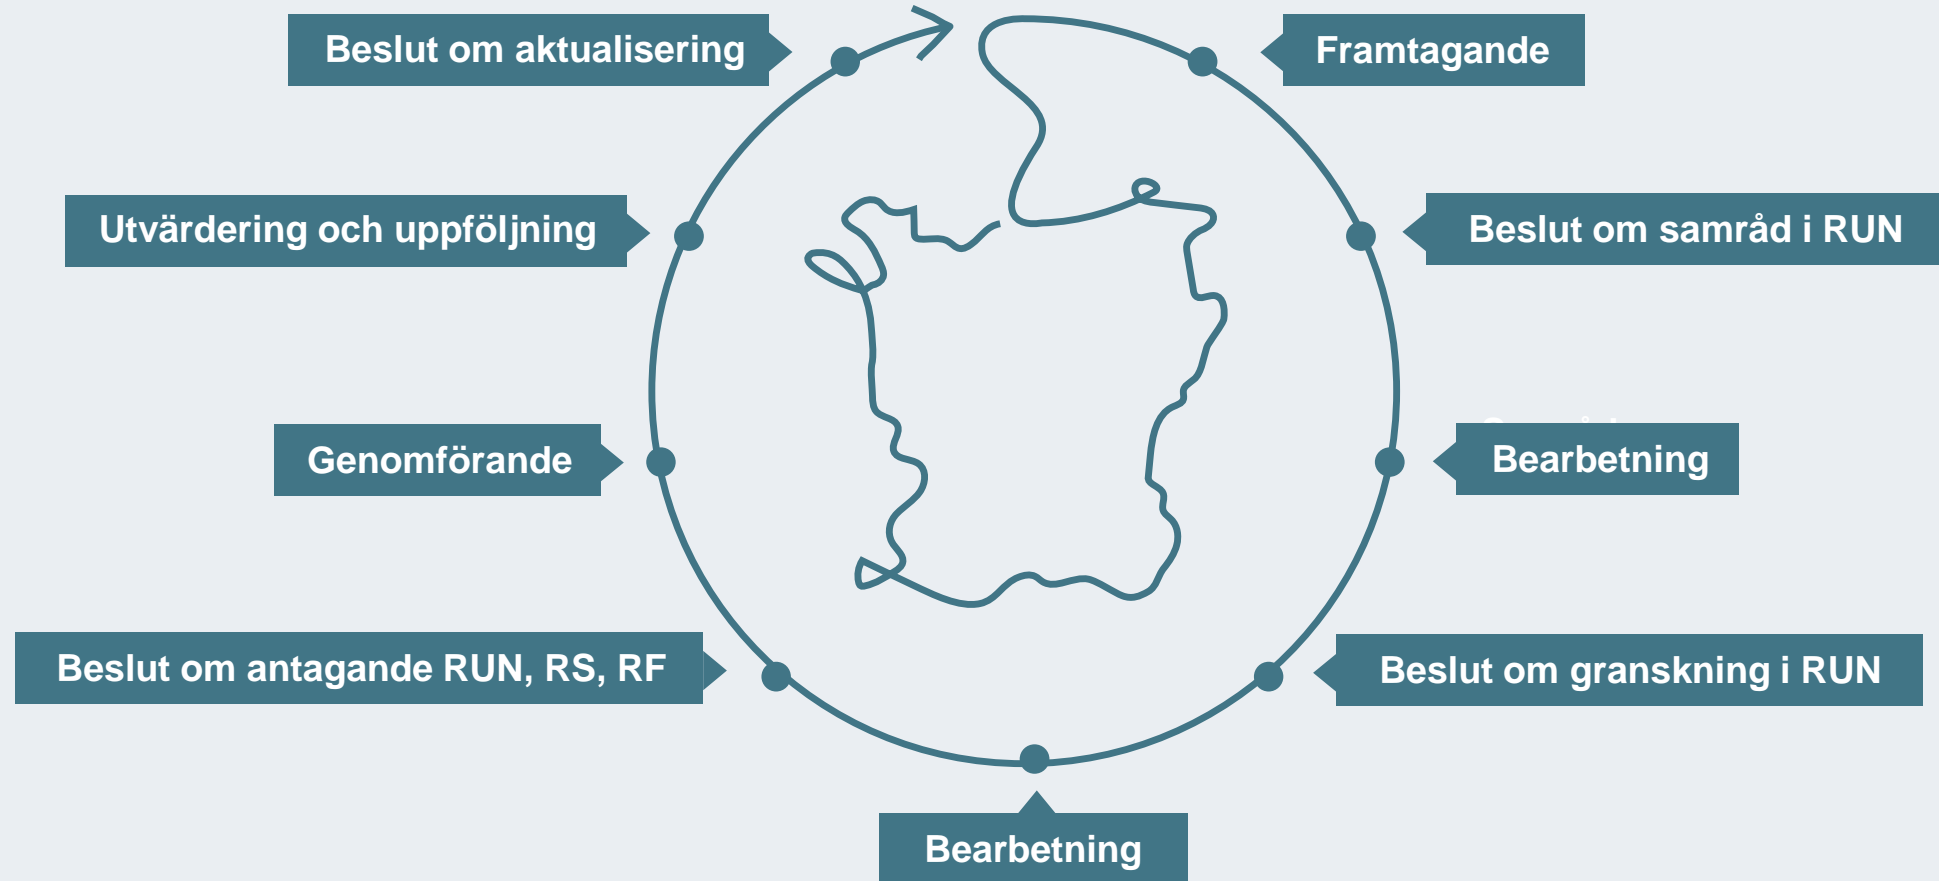 Beslut om aktualisering
Framtagande
Utvärdering och uppföljning
Beslut om samråd i RUN
Genomförande
Bearbetning
Beslut om antagande RUN, RS, RF
Beslut om granskning i RUN
Bearbetning